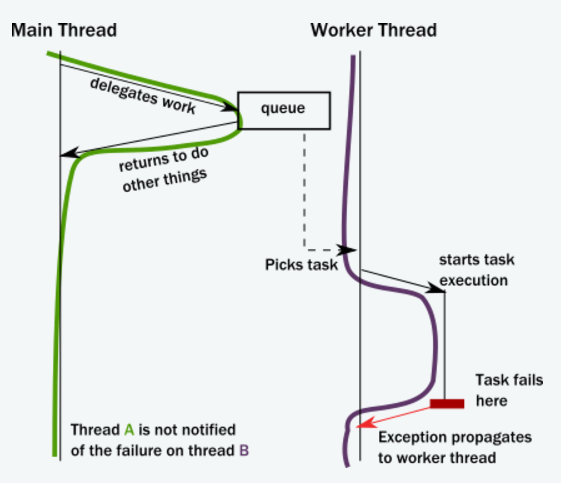 Main Thread
Worker Thread
delegates work
queue
returns to do
other things
Picks task
starts task
execution
Task fails
here
Thread A is not notified
of the failure on thread B
Exception propagates
to worker thread